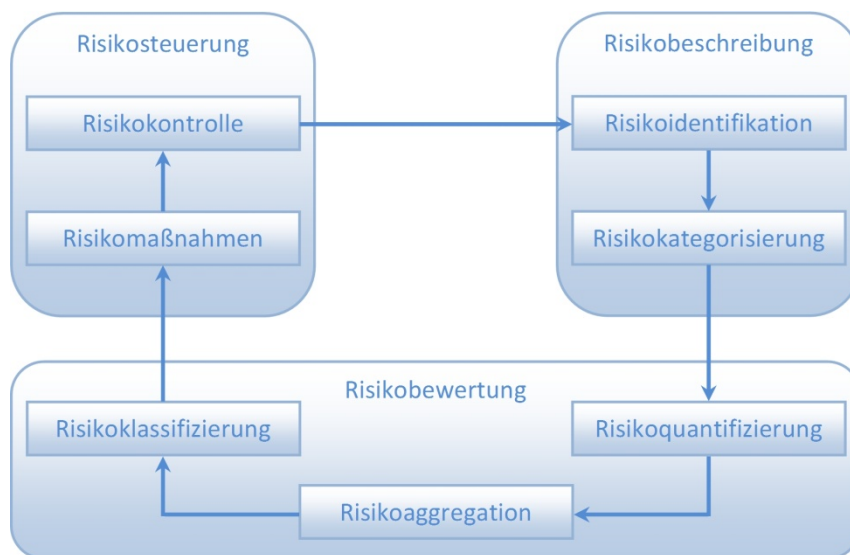 Risikosteuerung
Risikokontrolle
Risikomaßnahmen
Risikobeschreibung
Risikoidentifikation
Risikokategorisierung
Risikobewertung
Risikoklassifizierung
Risikoquantifizierung
Risikoaggregation